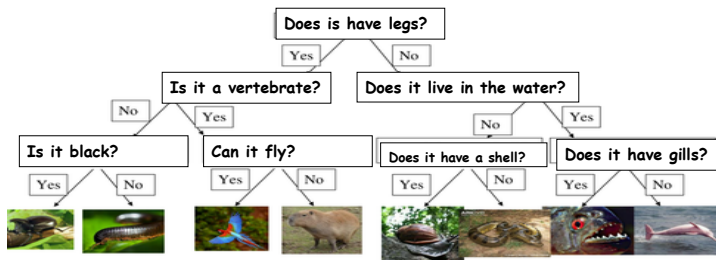 Does is have legs?
Yes
No
Is it a vertebrate?
Does it live in the water?
No
Yes
No
Yes
Is it black?
Can it fly?
Does it have a shell?
Does it have gills?
Yes
No
Yes
No
Yes
No
Yes
No